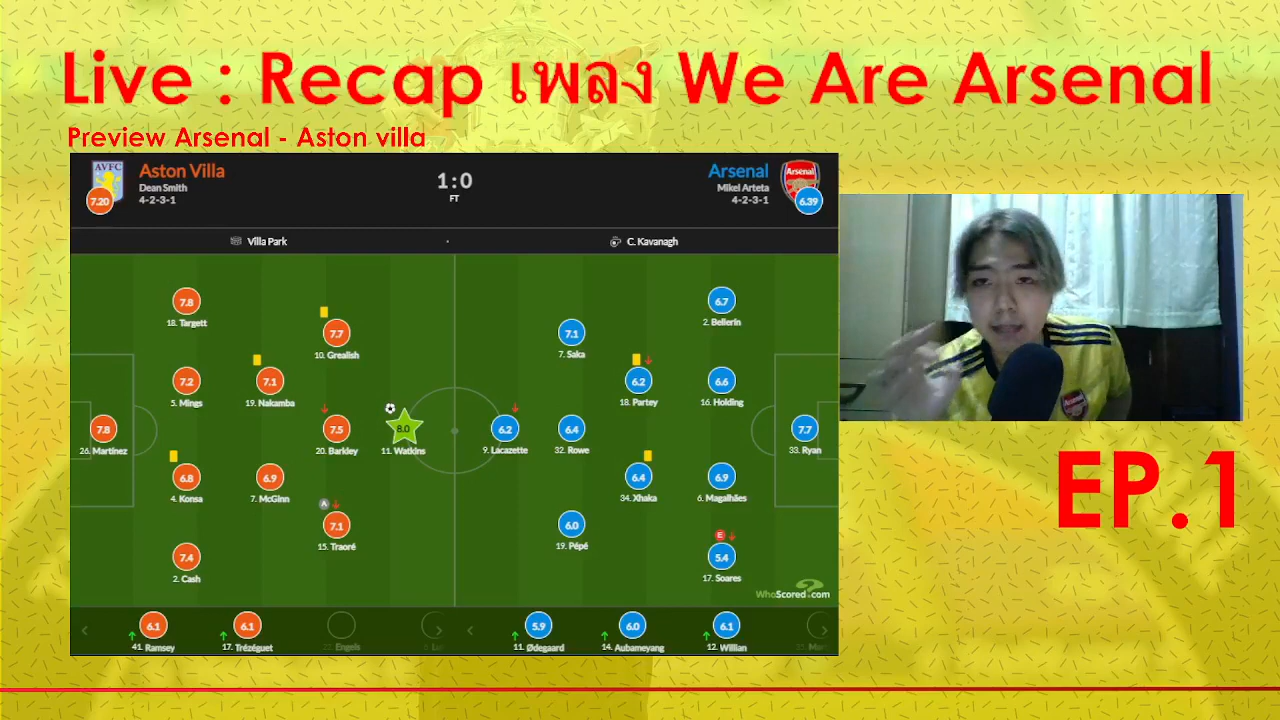 Live : Recap เพลง We Are Arsenal
Preview Arsenal - Aston villa
AVFC
Aston Villa
Dean Smith
4-2-3-1
7.20
1:0
FT
Arsenal
Mikel Arteta
4-2-3-1
Arsenal
6.39
Villa Park
C. Kavanagh
7.8
18. Targett
7.7
10. Grealish
7.2
5. Mings
7.1
19. Nakamba
7.8
26. Martínez
7.5
20. Barkley
8.0
11. Watkins
6.8
4. Konsa
6.9
7. McGinn
A
7.1
15. Traoré
7.4
2. Cash
6.7
2. Bellerín
7.1
7. Saka
6.2
18. Partey
6.6
16. Holding
6.2
9. Lacazette
6.4
32. Rowe
7.7
33. Ryan
6.4
34. Xhaka
6.9
6. Magalhães
6.0
19. Pépé
E
5.4
17. Soares
WhoScored.com
6.1
41. Ramsey
6.1
17. Trézéguet
22. Engels
5.9
11. Ødegaard
6.0
14. Aubameyang
6.1
12. Willian
Arsenal
EP.1